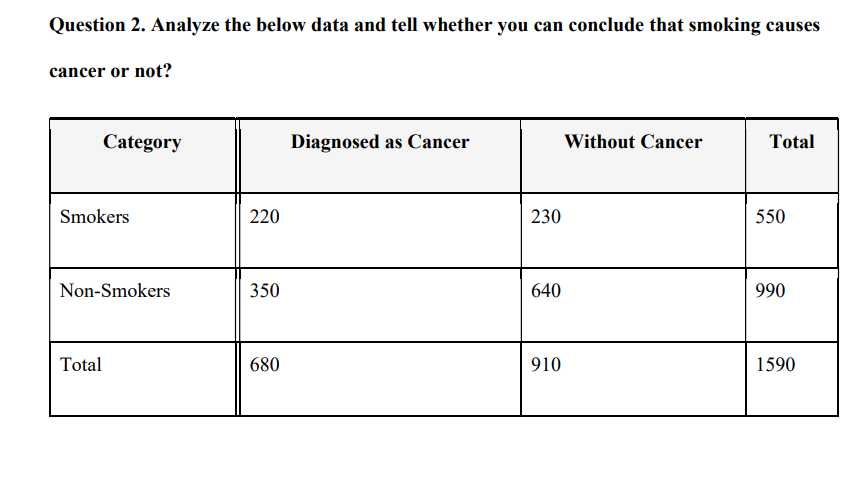 Question 2. Analyze the below data and tell whether you can conclude that smoking causes
cancer or not?
Category Diagnosed as Cancer Without Cancer Total
Smokers 220 230 550
Non-Smokers 350 640 990
Total 680 910 1590